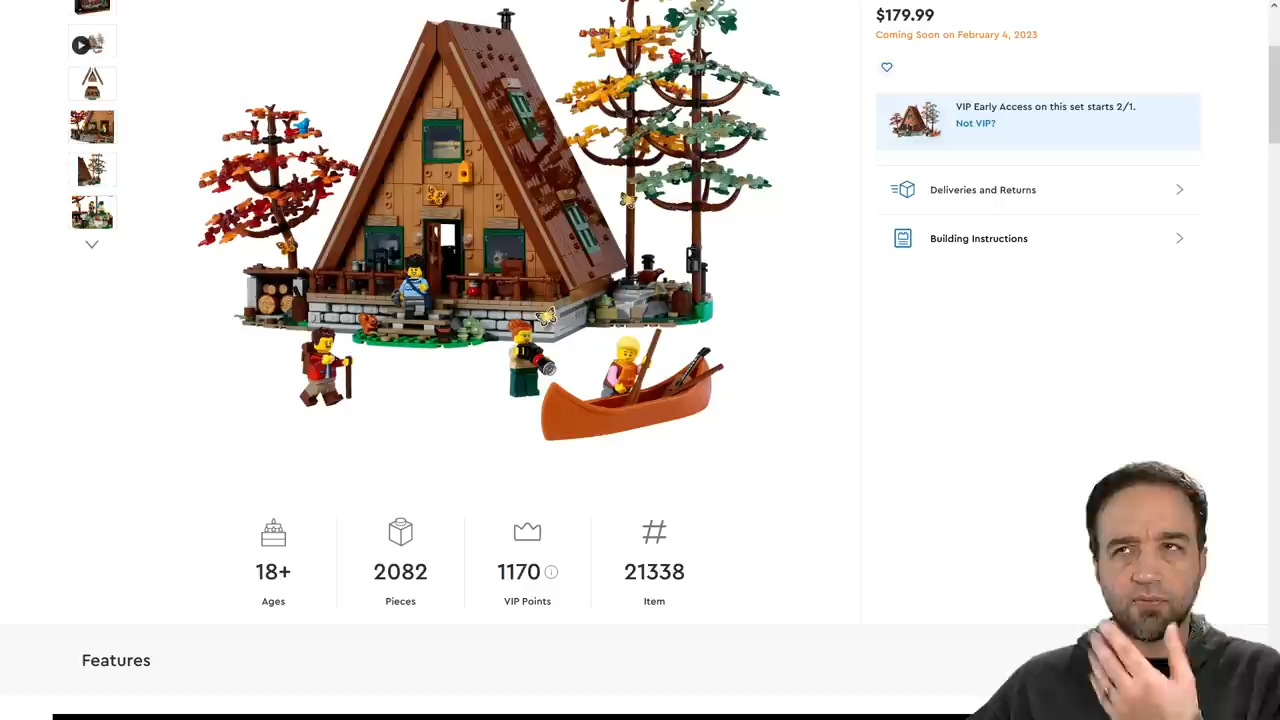 $179.99
Coming Soon on February 4, 2023
VIP Early Access on this set starts 2/1.
Not VIP?
Deliveries and Returns
Building Instructions
18+
Ages
2082
Pieces
1170
VIP Points
21338
Item
Features